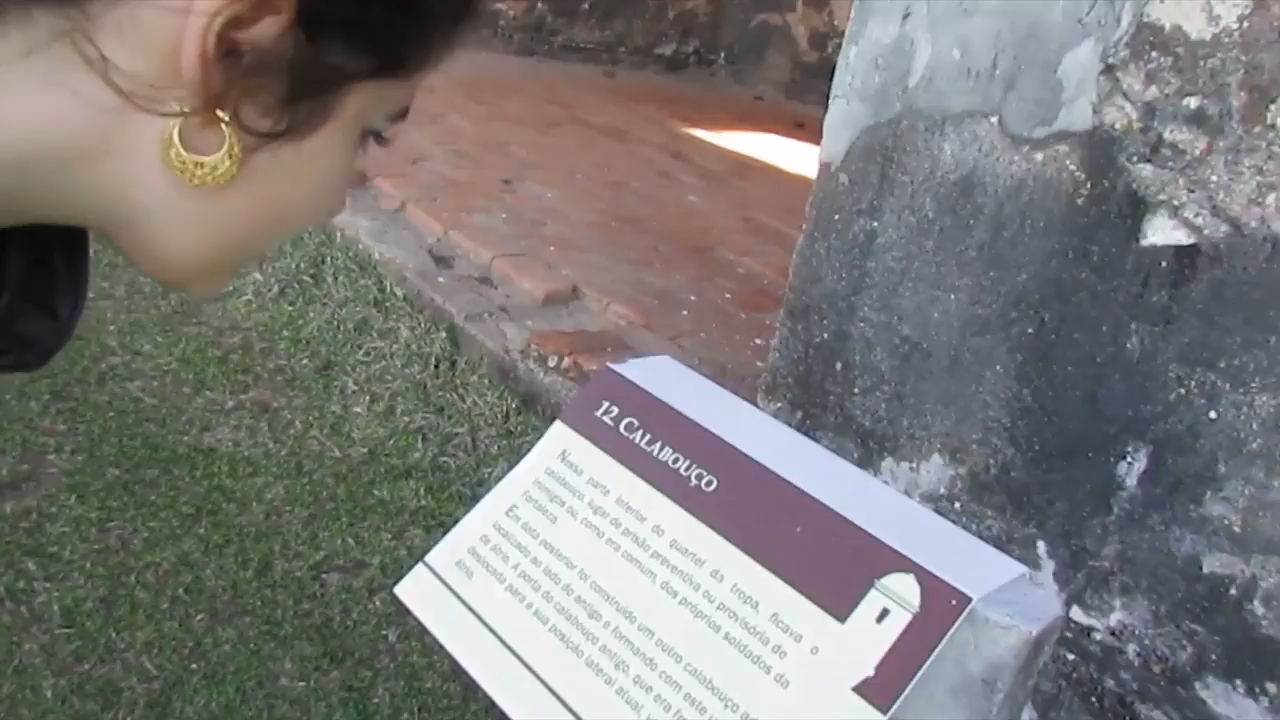 12 CALABOUÇO
Nessa parte inferior do quartel da tropa, ficava o
calabouço, lugar de prisão preventiva ou provisória de
inimigos ou, como era comum, dos próprios soldados da
fortaleza.
Em data posterior foi construído um outro calabouço
localizado ao lado do antigo e formando com este
de átrio. A porta do calabouço antigo, que era
deslocada para a sua posição lateral atual,
átrio.